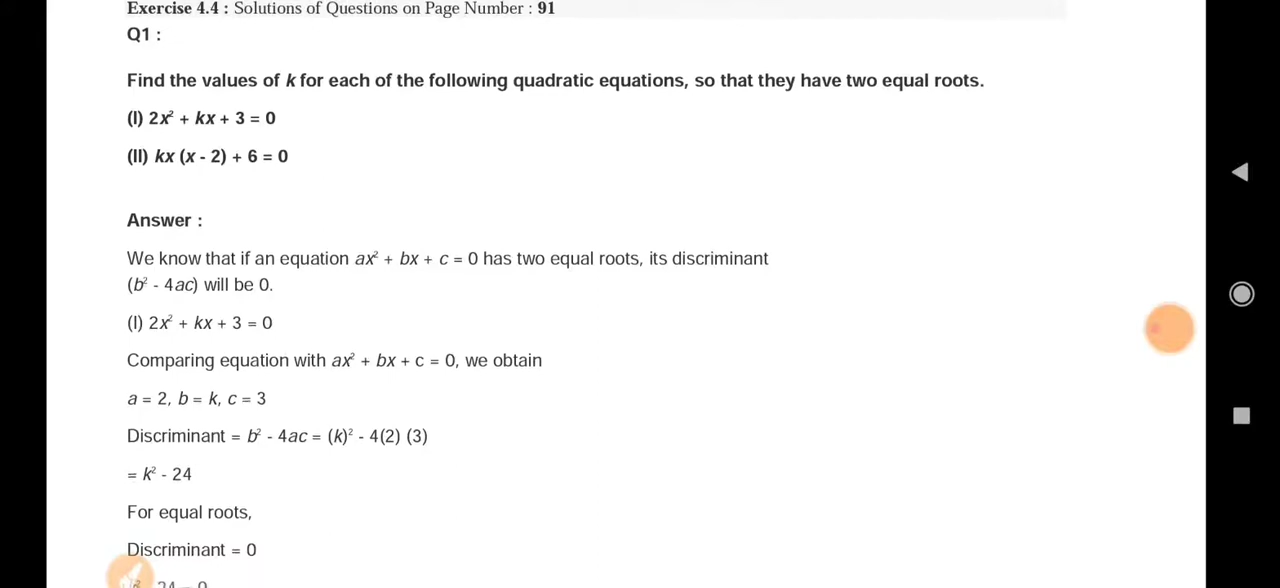 Exercise 4.4 : Solutions of Questions on Page Number : 91
Q1 :
Find the values of k for each of the following quadratic equations, so that they have two equal roots.
(I) 2x² + kx + 3 = 0
(II) kx (x - 2) + 6 = 0
Answer :
We know that if an equation ax² + bx + c = 0 has two equal roots, its discriminant
(b² - 4ac) will be 0.
(I) 2x² + kx + 3 = 0
Comparing equation with ax² + bx + c = 0, we obtain
a = 2, b = k, c = 3
Discriminant = b² - 4ac = (k)² - 4(2) (3)
= k² - 24
For equal roots,
Discriminant = 0